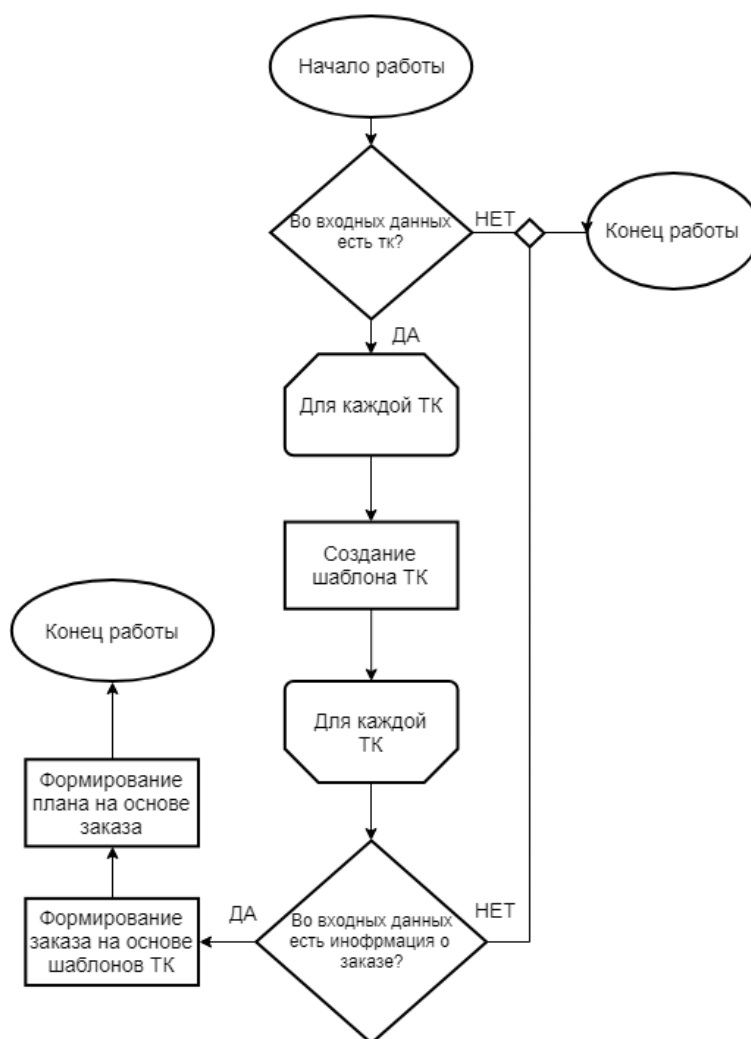 Начало работы
Во входных данных
есть тк?
НЕТ
Конец работы
ДА
Для каждой ТК
Создание
шаблона ТК
Конец работы
Для каждой
ТК
Формирование
плана на основе
заказа
Формирование
заказа на основе
шаблонов ТК
ДА
Во входных данных
есть инофрмация о
заказе?
НЕТ